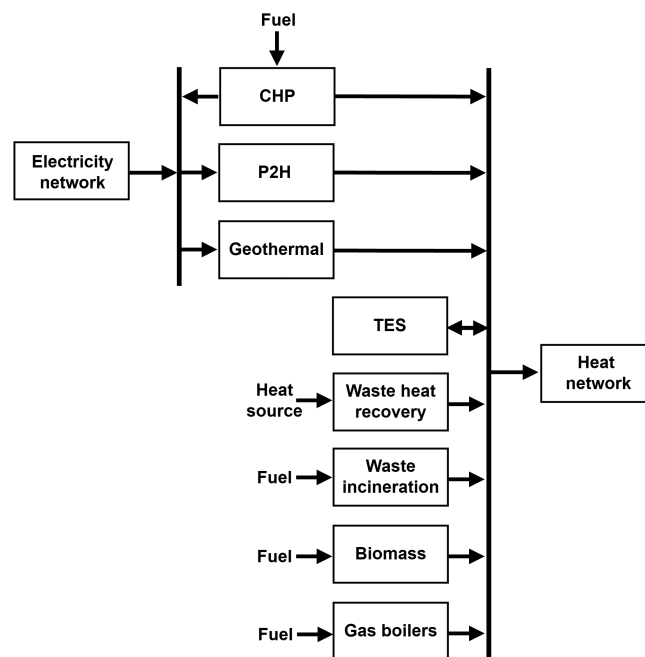 Fuel
CHP
Electricity
network
P2H
Geothermal
TES
Heat
network
Heat
source
Waste heat
recovery
Fuel
Waste
incineration
Fuel
Biomass
Fuel
Gas boilers